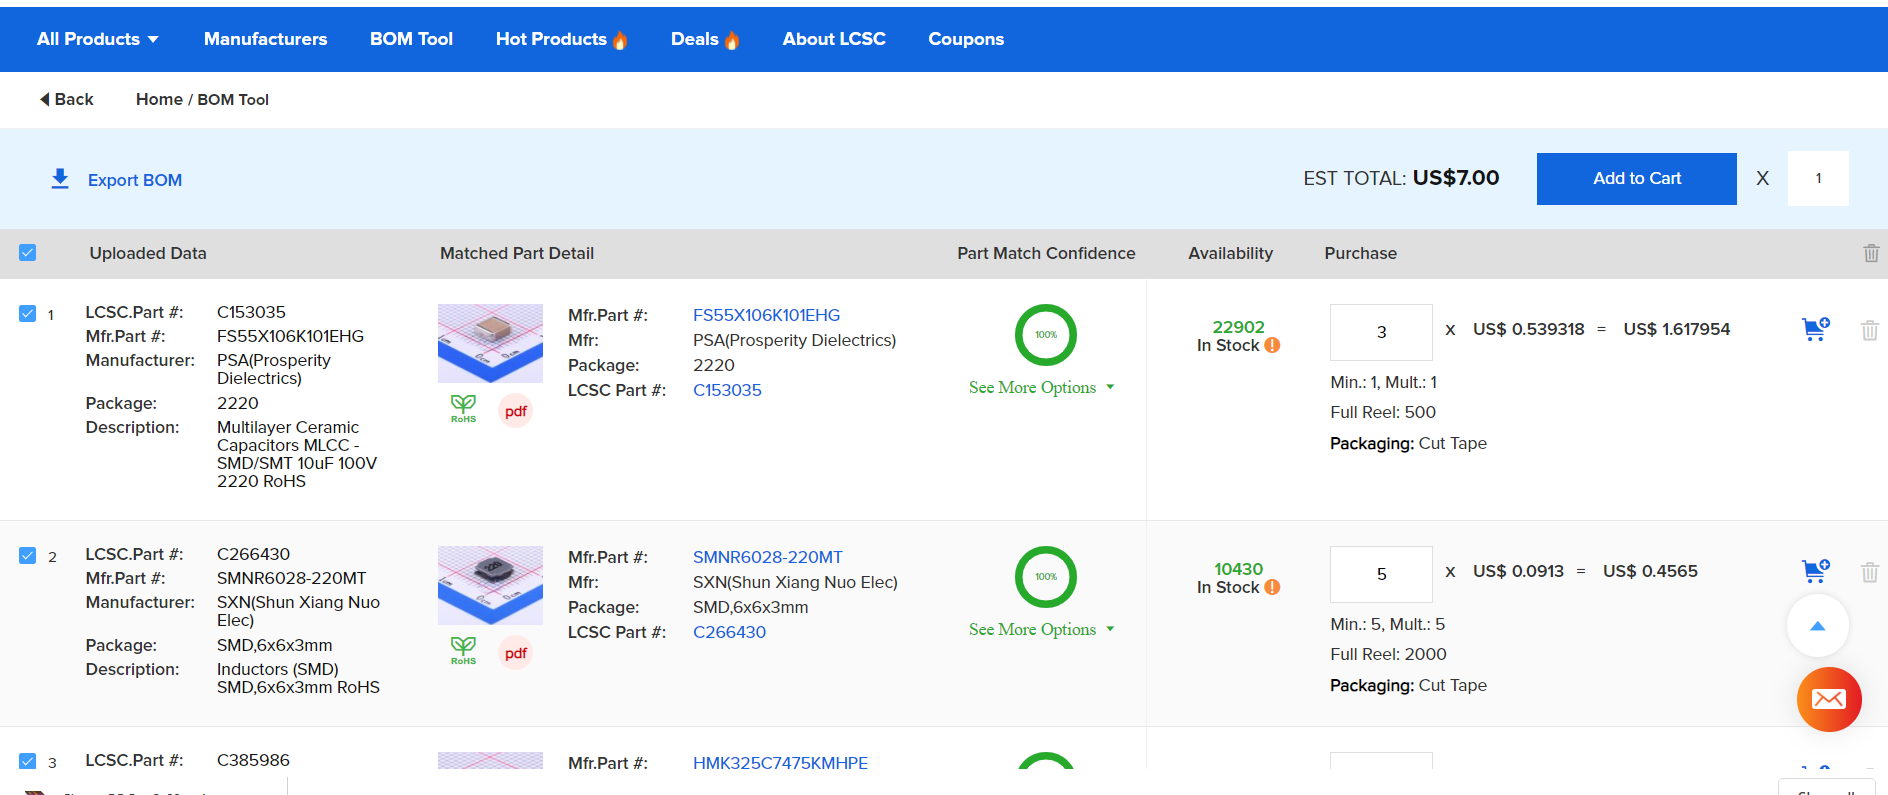 All Products Manufacturers BOM Tool Hot Products Deals About LCSC Coupons
Back Home / BOM Tool
Export BOM EST TOTAL: US$7.00 Add to Cart X 1
Uploaded Data Matched Part Detail Part Match Confidence Availability Purchase
1
LCSC.Part #: C153035
Mfr.Part #: FS55X106K101EHG
Manufacturer: PSA(Prosperity
Dielectrics)
Package: 2220
Description: Multilayer Ceramic
Capacitors MLCC -
SMD/SMT 10uF 100V
2220 RoHS
RoHS pdf
Mfr.Part #: FS55X106K101EHG
Mfr: PSA(Prosperity Dielectrics)
Package: 2220
LCSC Part #: C153035
100%
See More Options
22902
In Stock
3 x US$ 0.539318 = US$ 1.617954
Min.: 1, Mult.: 1
Full Reel: 500
Packaging: Cut Tape
2
LCSC.Part #: C266430
Mfr.Part #: SMNR6028-220MT
Manufacturer: SXN(Shun Xiang Nuo
Elec)
Package: SMD,6x6x3mm
Description: Inductors (SMD)
SMD,6x6x3mm RoHS
220
RoHS pdf
Mfr.Part #: SMNR6028-220MT
Mfr: SXN(Shun Xiang Nuo Elec)
Package: SMD,6x6x3mm
LCSC Part #: C266430
100%
See More Options
10430
In Stock
5 x US$ 0.0913 = US$ 0.4565
Min.: 5, Mult.: 5
Full Reel: 2000
Packaging: Cut Tape
3
LCSC.Part #: C385986
Mfr.Part #: HMK325C7475KMHPE